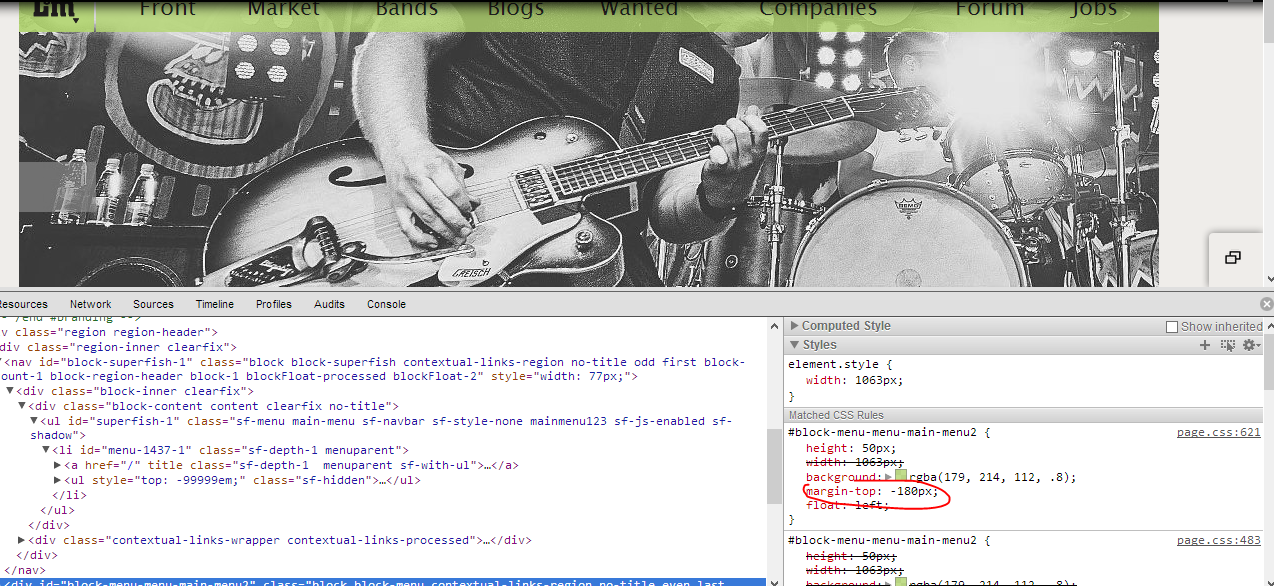 Em
Front Market Bands Blogs Wanted Companies Forum Jobs
REMO
GRETSCH
Resources Network Sources Timeline Profiles Audits Console
/end #branding
v class="region region-header">
div class="region-inner clearfix">
<nav id="block-superfish-1" class="block block-superfish contextual-links-region no-title odd first block-
ount-1 block-region-header block-1 blockFloat-processed blockFloat-2" style="width: 77px;">
▼<div class="block-inner clearfix">
▼<div class="block-content content clearfix no-title">
▼<ul id="superfish-1" class="sf-menu main-menu sf-navbar sf-style-none mainmenu123 sf-js-enabled sf-
shadow">
▼<li id="menu-1437-1" class="sf-depth-1 menuparent">
▶<a href="/" title class="sf-depth-1  menuparent sf-with-ul">…</a>
▶<ul style="top: -99999em;" class="sf-hidden">…</ul>
</li>
</ul>
</div>
▶<div class="contextual-links-wrapper contextual-links-processed">…</div>
</div>
</nav>
<div id="block-menu-menu-main-menu2" class="block block-menu contextual-links-region no-title even last
▶ Computed Style Show inherited
▼ Styles
element.style {
width: 1063px;
}
Matched CSS Rules
#block-menu-menu-main-menu2 { page.css:621
height: 50px;
width: 1063px;
background:▶rgba(179, 214, 112, .8);
margin-top: -180px;
float: left;
}
#block-menu-menu-main-menu2 { page.css:483
height: 50px;
width: 1063px;
background:▶rgba(179, 214, 112, .8);